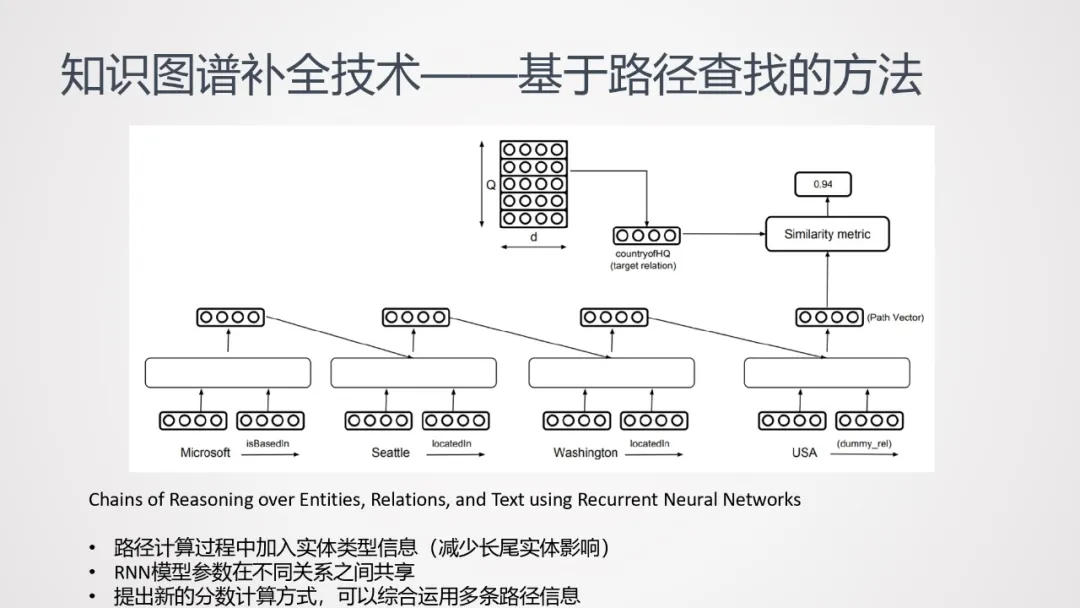 知识图谱补全技术——基于路径查找的方法
Q
d
countryofHQ
(target relation)
0.94
Similarity metric
(Path Vector)
Microsoft
isBasedIn
Seattle
locatedIn
Washington
locatedIn
USA
(dummy_rel)
Chains of Reasoning over Entities, Relations, and Text using Recurrent Neural Networks
• 路径计算过程中加入实体类型信息（减少长尾实体影响）
• RNN模型参数在不同关系之间共享
• 提出新的分数计算方式，可以综合运用多条路径信息